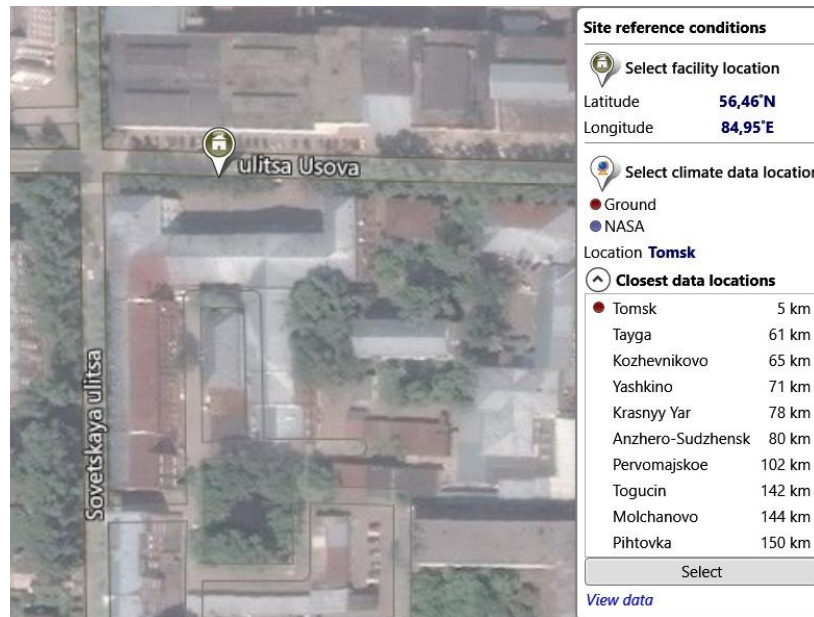 ulitsa Usova
Sovetskaya ulitsa
Site reference conditions
Select facility location
Latitude 56,46°N
Longitude 84,95°E
Select climate data location
Ground
NASA
Location Tomsk
Closest data locations
Tomsk 5 km
Tayga 61 km
Kozhevnikovo 65 km
Yashkino 71 km
Krasnyy Yar 78 km
Anzhero-Sudzhensk 80 km
Pervomajskoe 102 km
Togucin 142 km
Molchanovo 144 km
Pihtovka 150 km
Select
View data